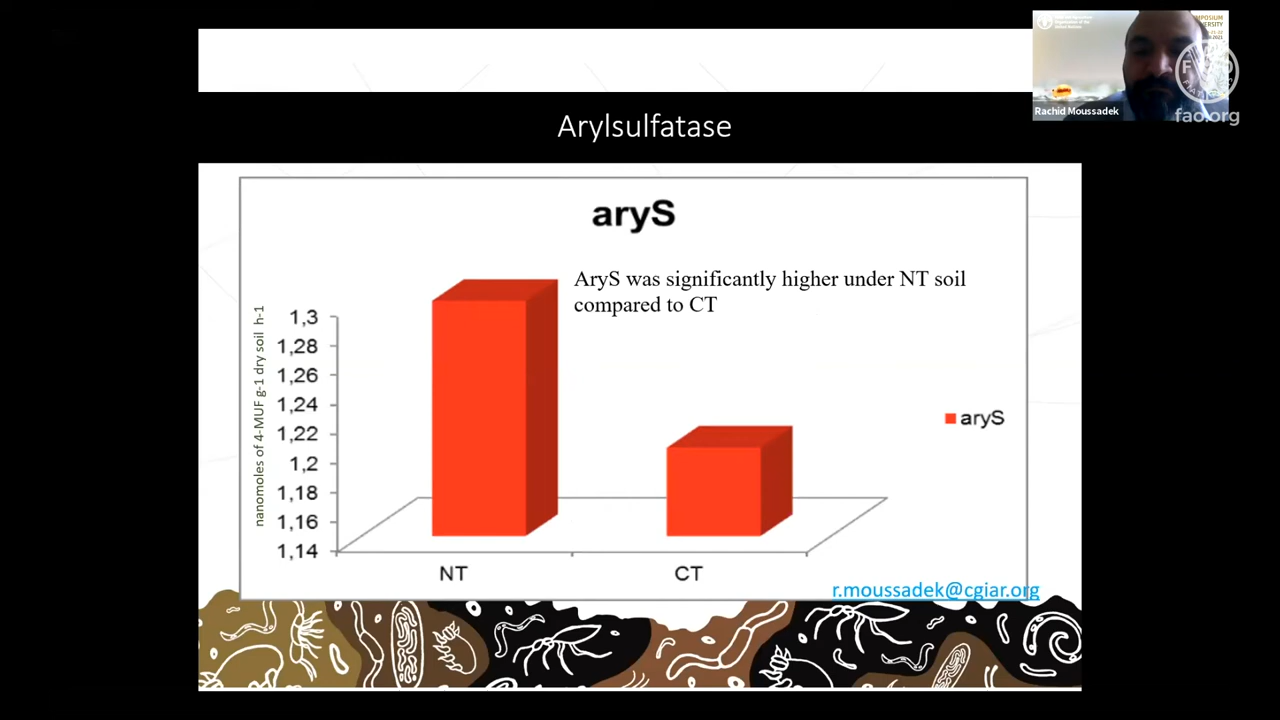 MPOSIUM
Rachid Moussadek
fao.org
Arylsulfatase
aryS
AryS was significantly higher under NT soil
compared to CT
nanomoles of 4-MUF g-1 dry soil h-1
1,3
1,28
1,26
1,24
1,22
1,2
1,18
1,16
1,14
NT
CT
aryS
r.moussadek@cgiar.org